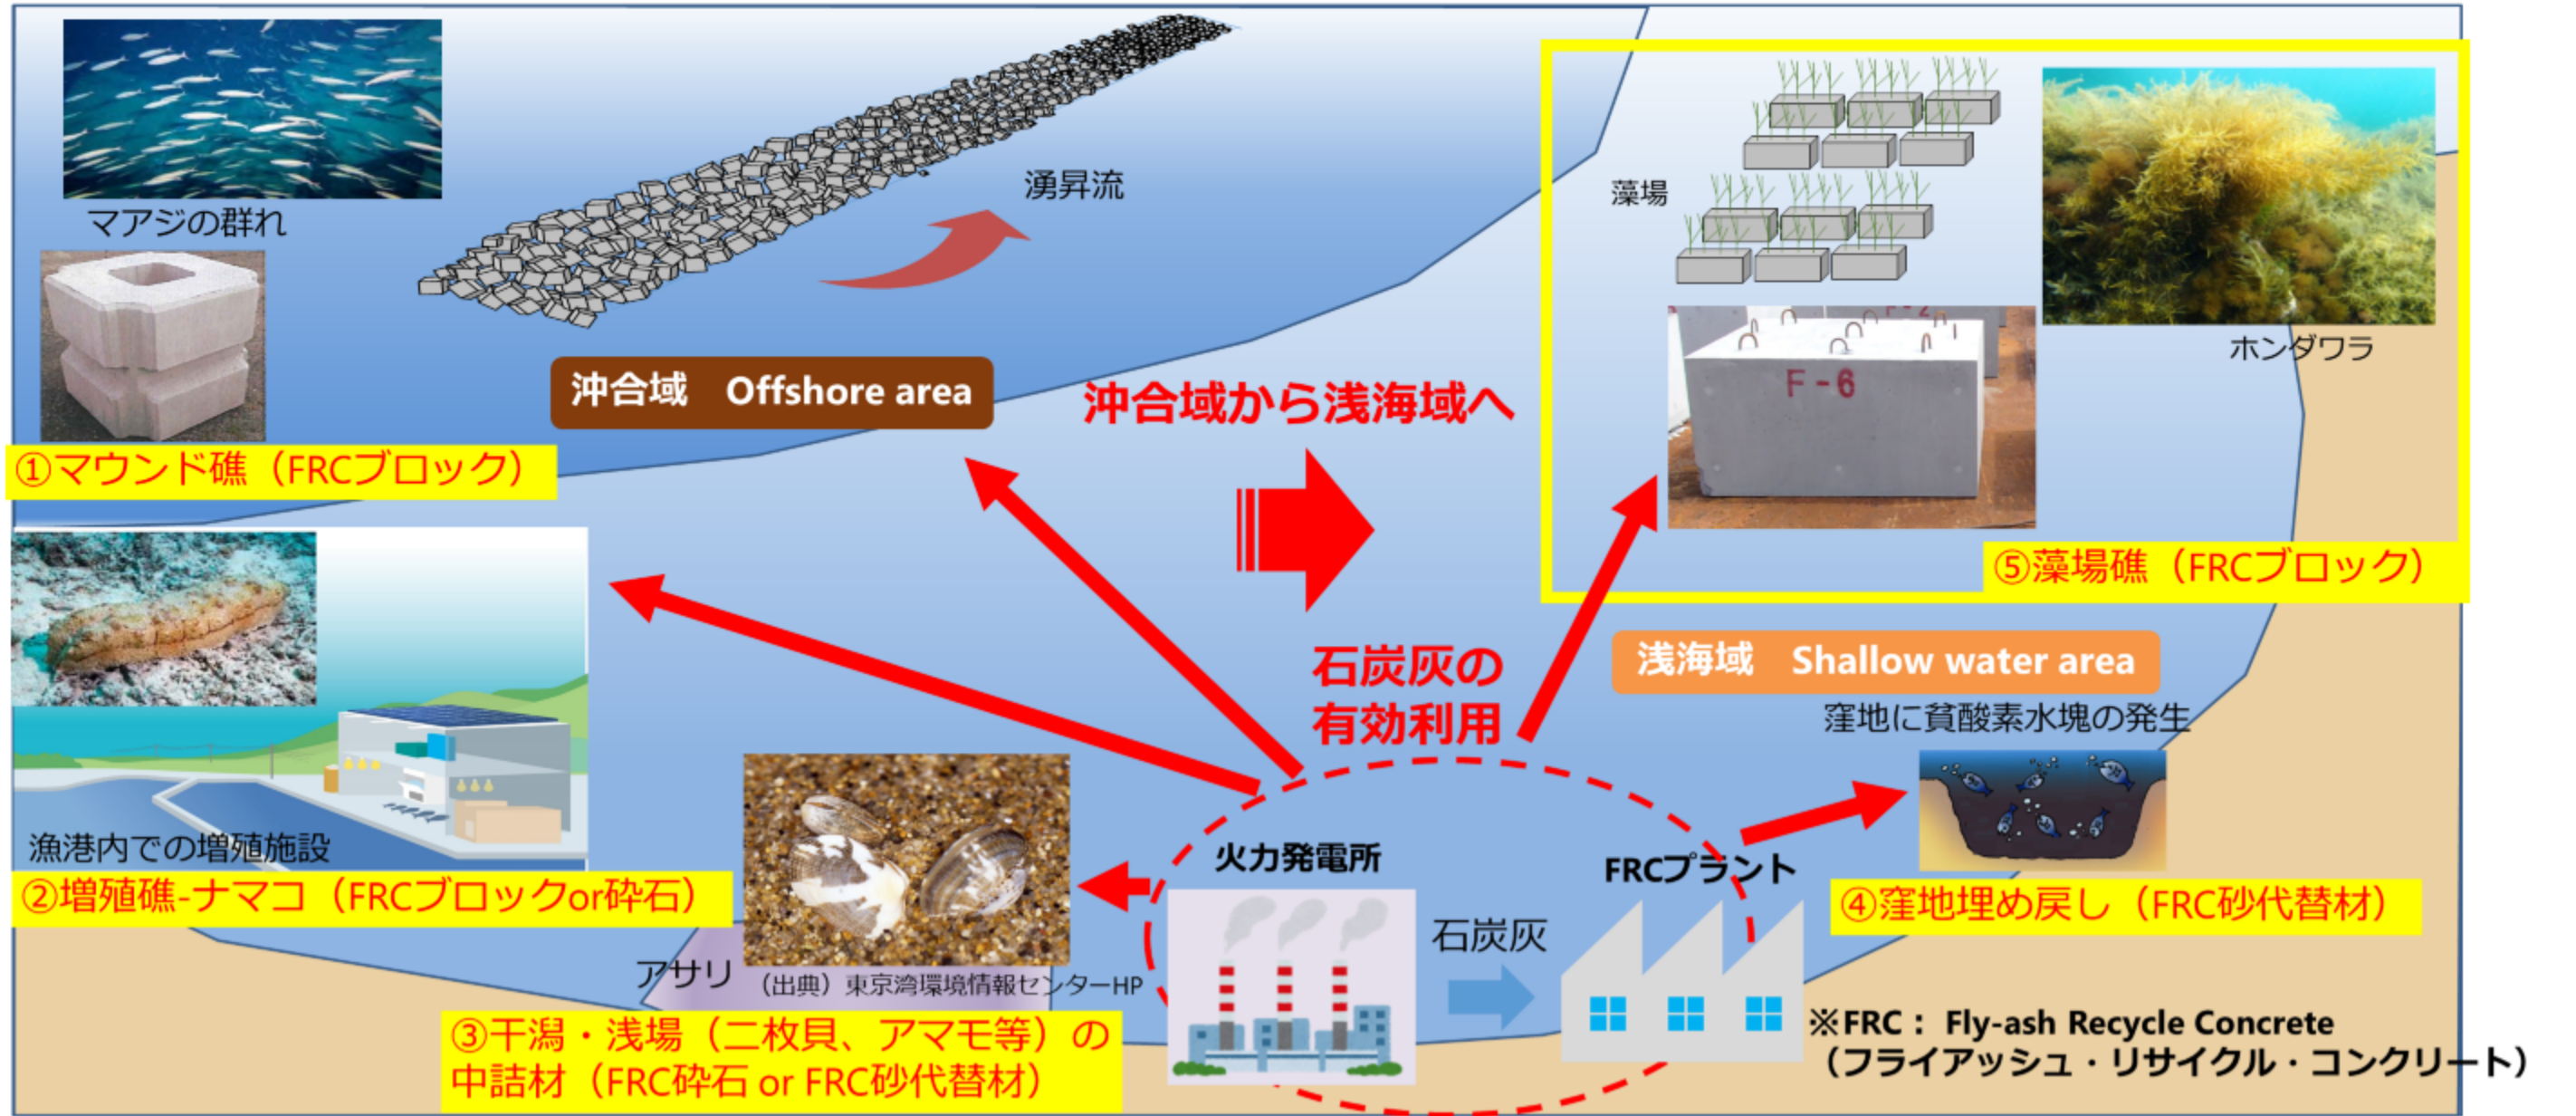 マアジの群れ
湧昇流
沖合域 Offshore area
①マウンド礁（FRCブロック）
沖合域から浅海域へ
藻場
ホンダワラ
F-2
F-6
⑤藻場礁（FRCブロック）
浅海域 Shallow water area
窪地に貧酸素水塊の発生
④窪地埋め戻し（FRC砂代替材）
石炭灰の
有効利用
漁港内での増殖施設
②増殖礁-ナマコ（FRCブロックor砕石）
アサリ
（出典）東京湾環境情報センターHP
③干潟・浅場（二枚貝、アマモ等）の
中詰材（FRC砕石 or FRC砂代替材）
火力発電所
石炭灰
FRCプラント
※FRC： Fly-ash Recycle Concrete
（フライアッシュ・リサイクル・コンクリート）